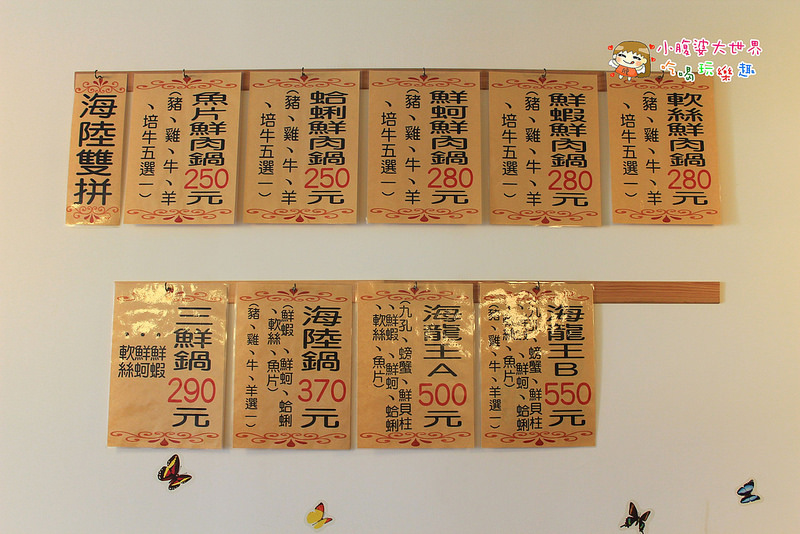 小腹婆大世界
吃喝玩樂趣
海陸雙拼
魚片鮮肉鍋250元
(豬、雞、牛、羊
、培牛五選一)
蛤蜊鮮肉鍋250元
(豬、雞、牛、羊
、培牛五選一)
鮮蚵鮮肉鍋280元
(豬、雞、牛、羊
、培牛五選一)
鮮蝦鮮肉鍋280元
(豬、雞、牛、羊
、培牛五選一)
軟絲鮮肉鍋280元
(豬、雞、牛、羊
、培牛五選一)
三鮮鍋290元
鮮蝦
、鮮蚵
、軟絲
海陸鍋370元
(鮮蝦、鮮蚵、蛤蜊
、軟絲、魚片)
(豬、雞、牛、羊選一)
海龍王A500元
(九孔、螃蟹、鮮貝柱
、鮮蝦、鮮蚵、蛤蜊
、軟絲、魚片)
海龍王B550元
(九孔、螃蟹、鮮貝柱
、鮮蝦、鮮蚵、蛤蜊
、軟絲、魚片)
(豬、雞、牛、羊選一)